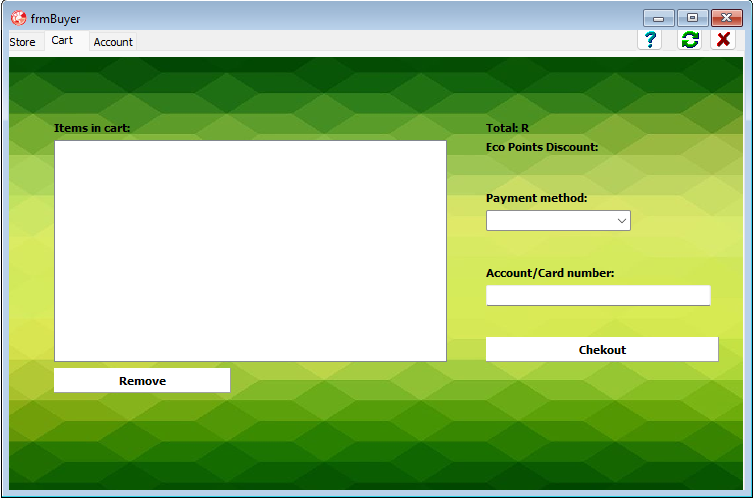 frmBuyer
Store Cart Account
?
Items in cart:
Total: R
Eco Points Discount:
Payment method:
Account/Card number:
Chekout
Remove